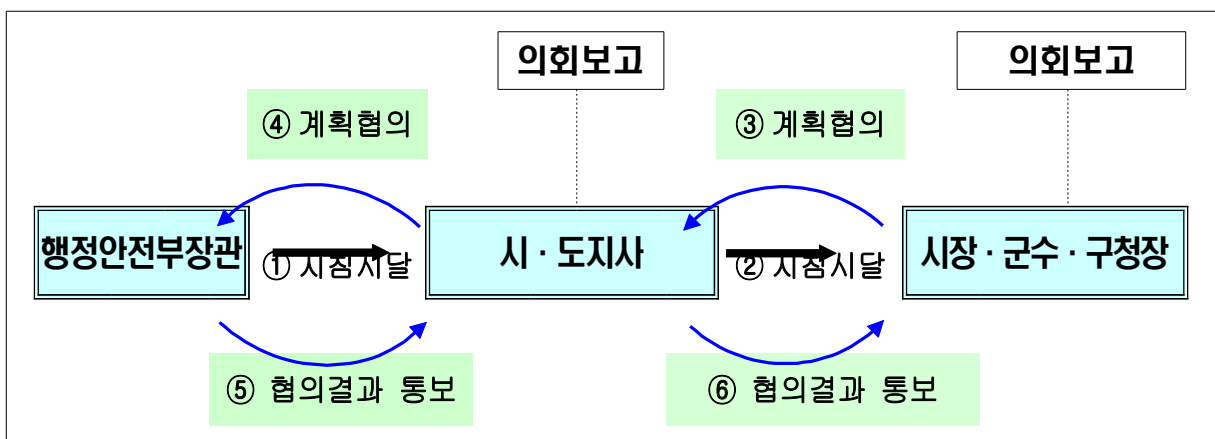 의회보고
의회보고
④ 계획협의
③ 계획협의
행정안전부장관
① 지침시달
시 · 도지사
② 지침시달
시장 · 군수 · 구청장
⑤ 협의결과 통보
⑥ 협의결과 통보